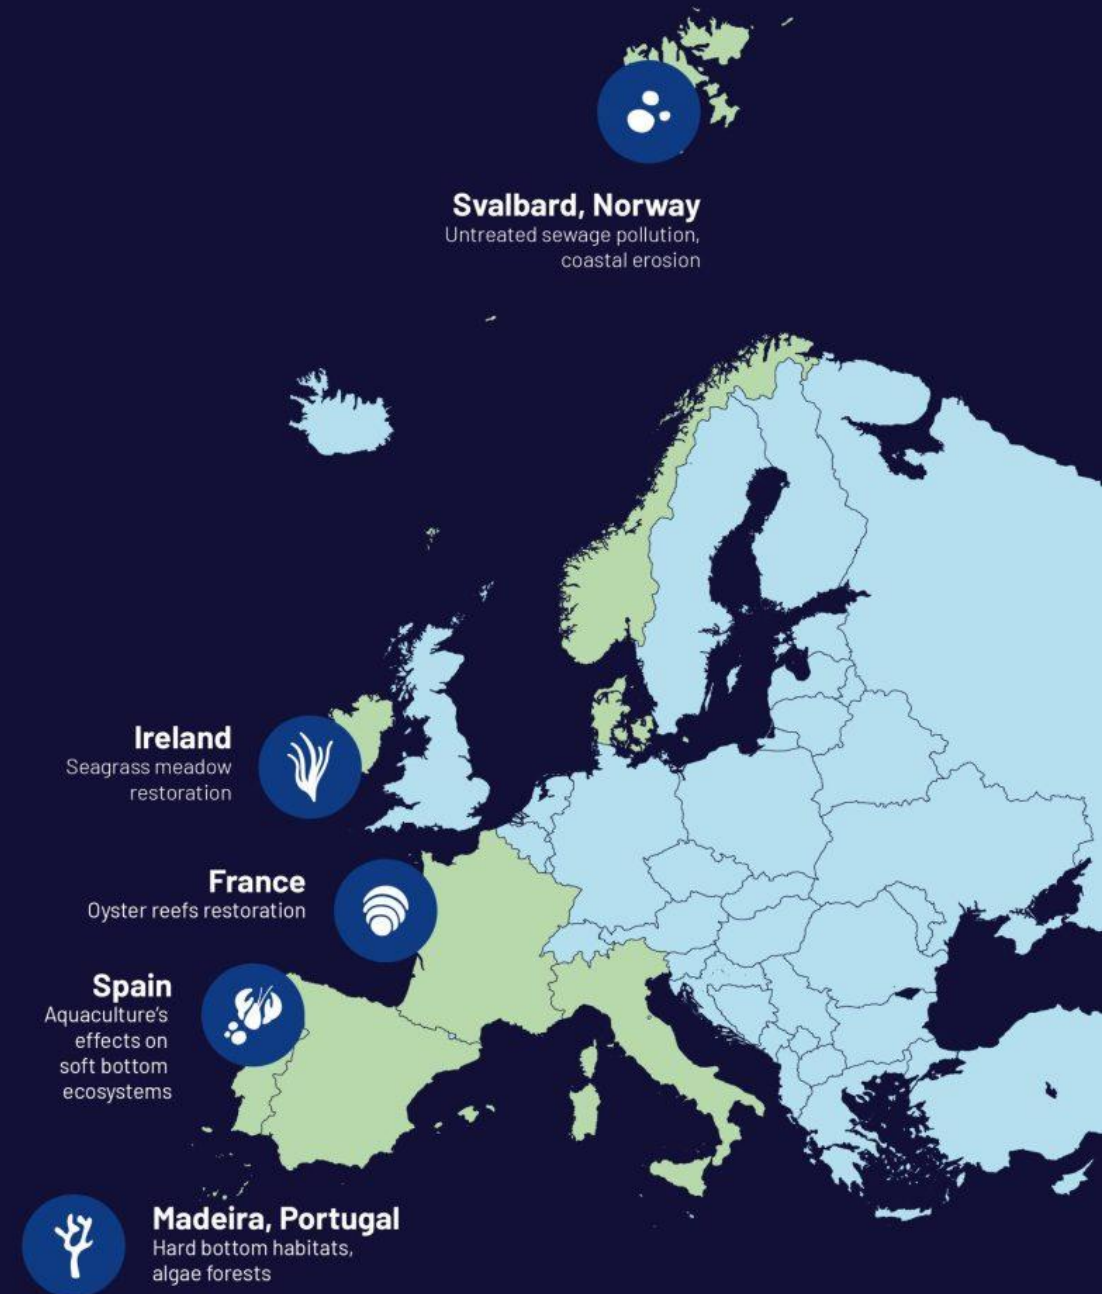 Svalbard, Norway
Untreated sewage pollution,
coastal erosion
Ireland
Seagrass meadow
restoration
France
Oyster reefs restoration
Spain
Aquaculture's
effects on
soft bottom
ecosystems
Madeira, Portugal
Hard bottom habitats,
algae forests